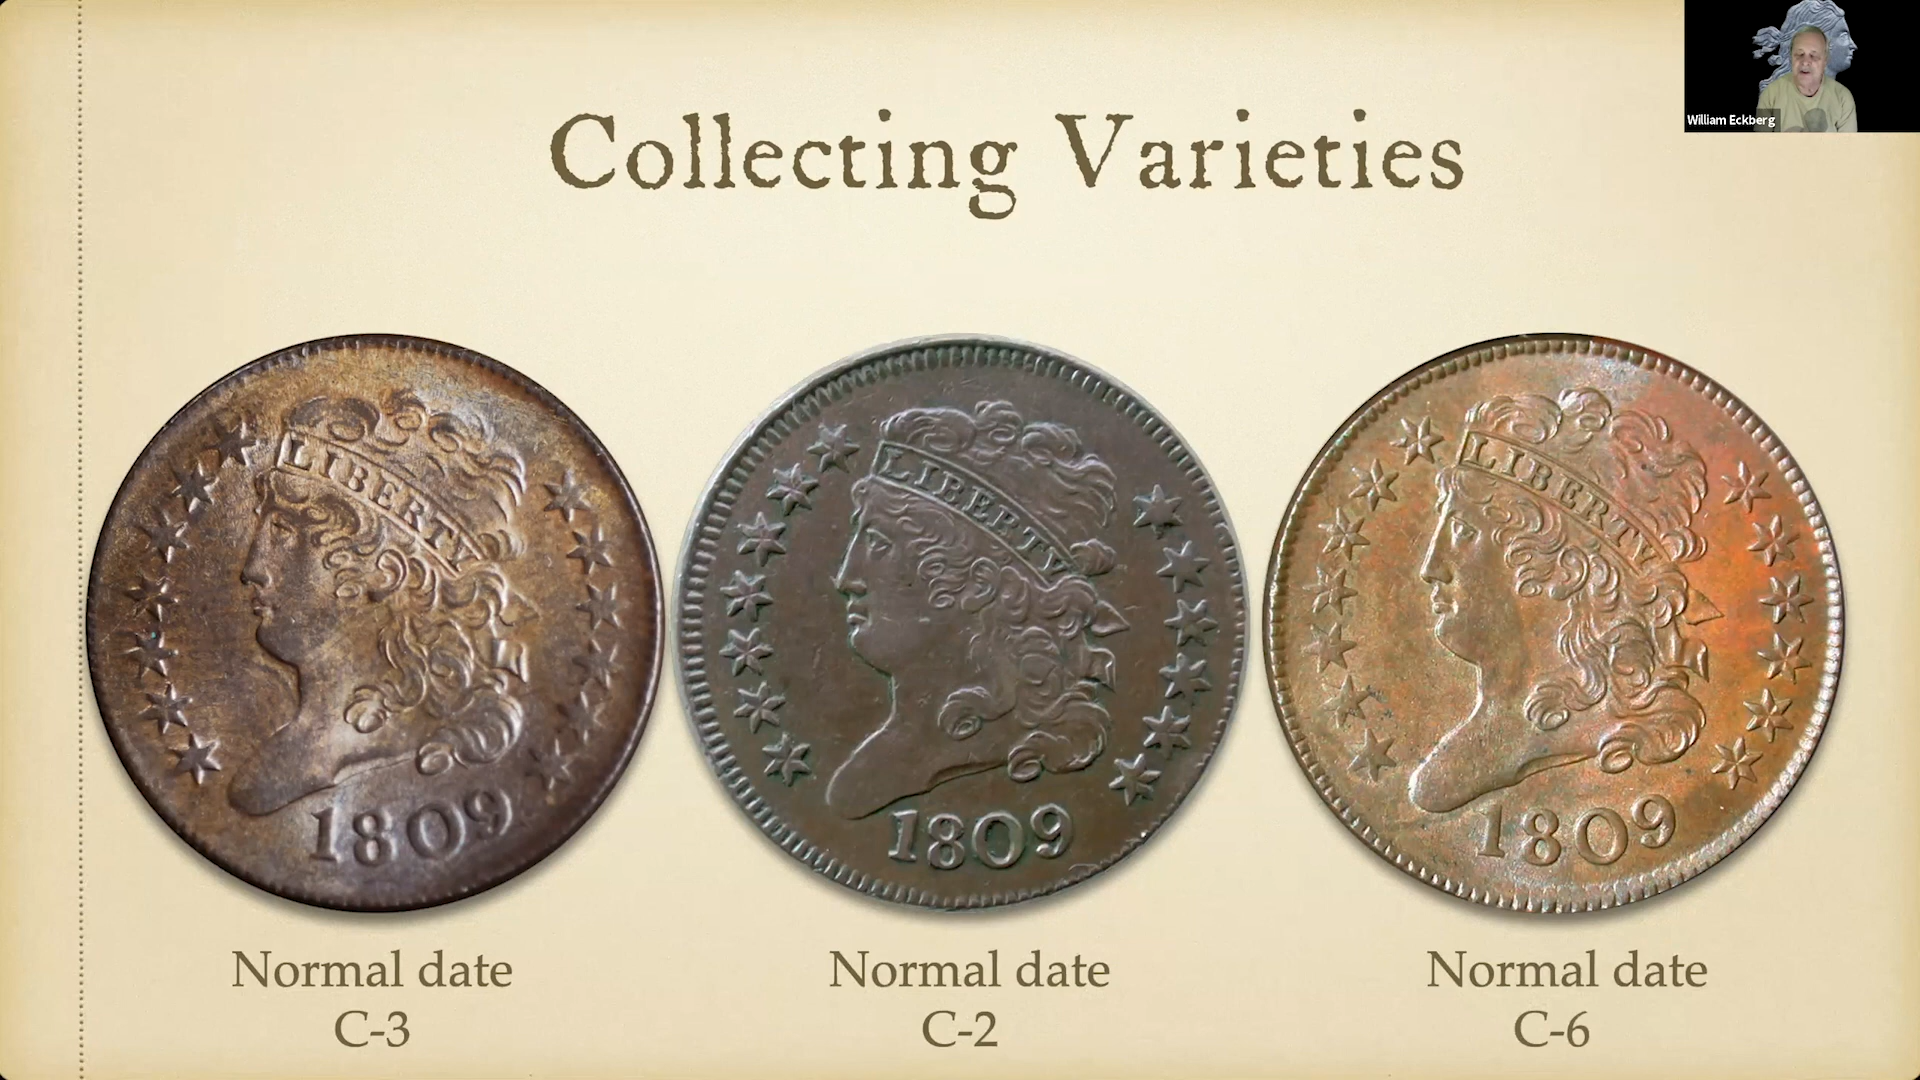 Collecting Varieties
William Eckberg
LIBERTY
1809
LIBERTY
1809
LIBERTY
1809
Normal date
C-3
Normal date
C-2
Normal date
C-6